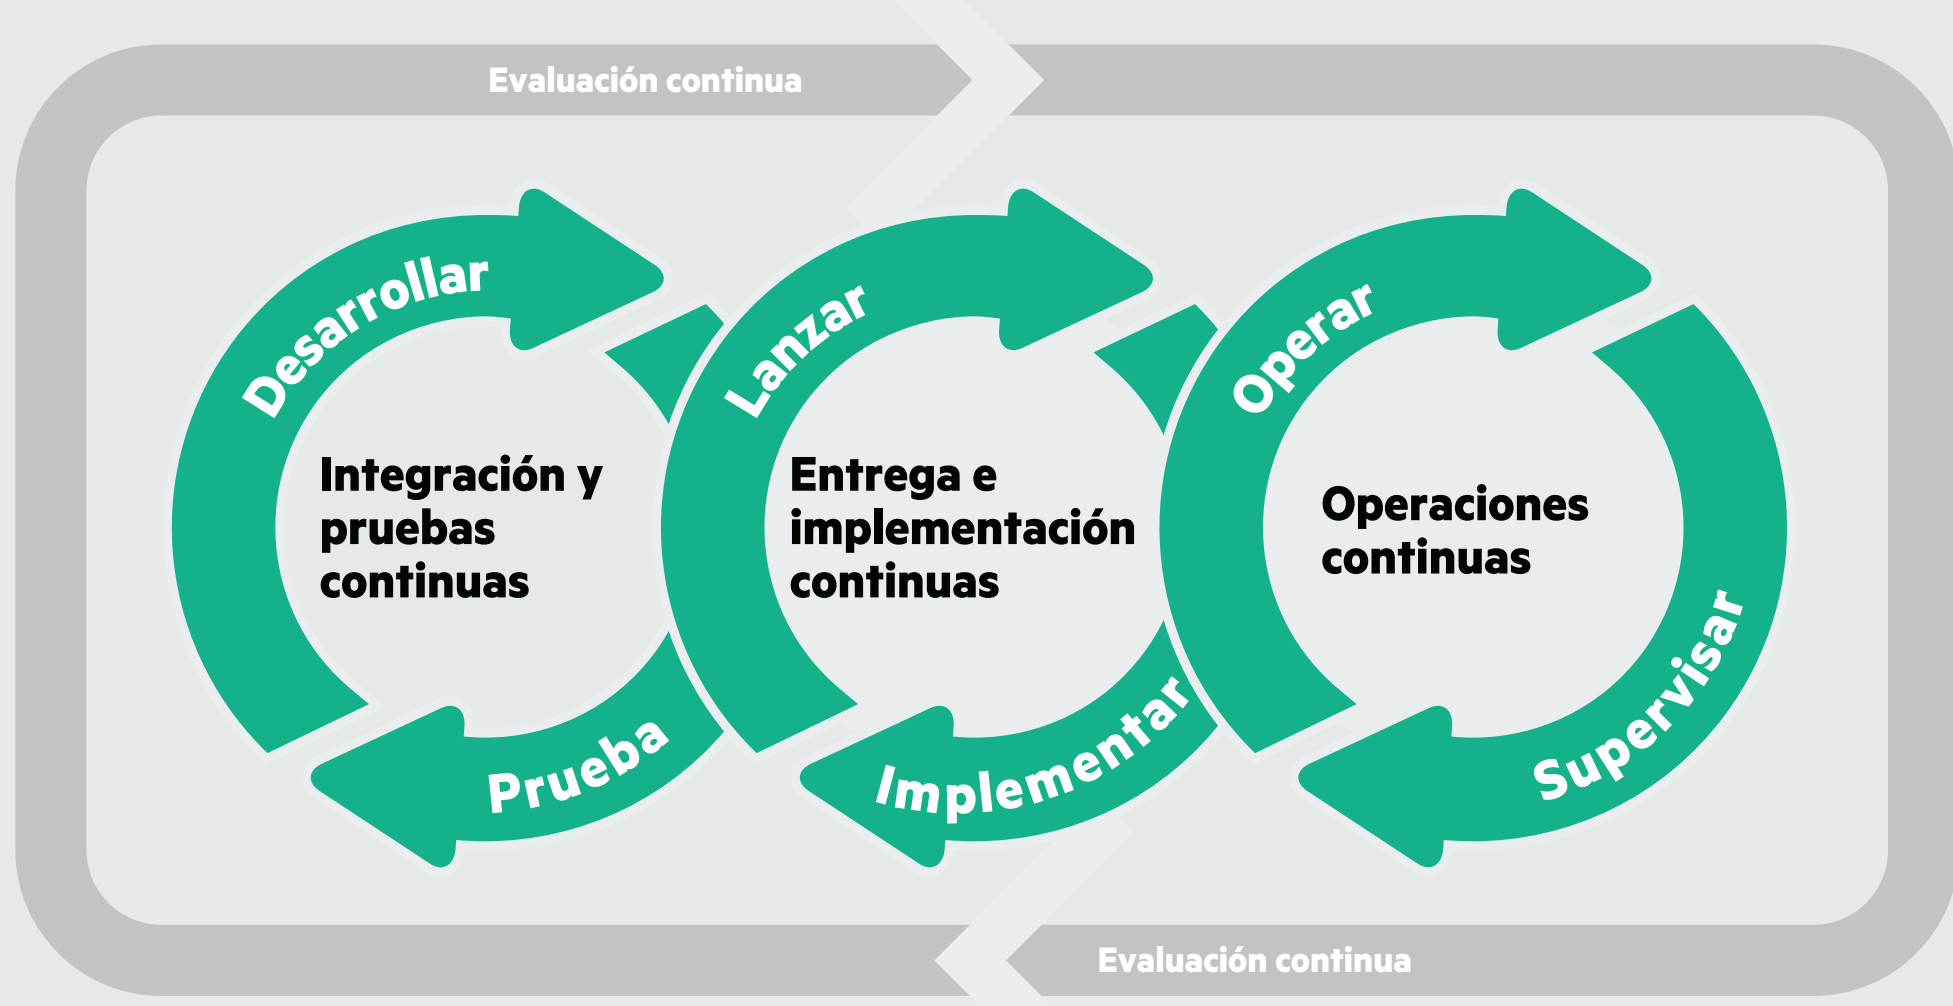 Evaluación continua
Desarrollar
Integración y
pruebas
continuas
Prueba
Lanzar
Entrega e
implementación
continuas
Implementar
Operar
Operaciones
continuas
Supervisar
Evaluación continua